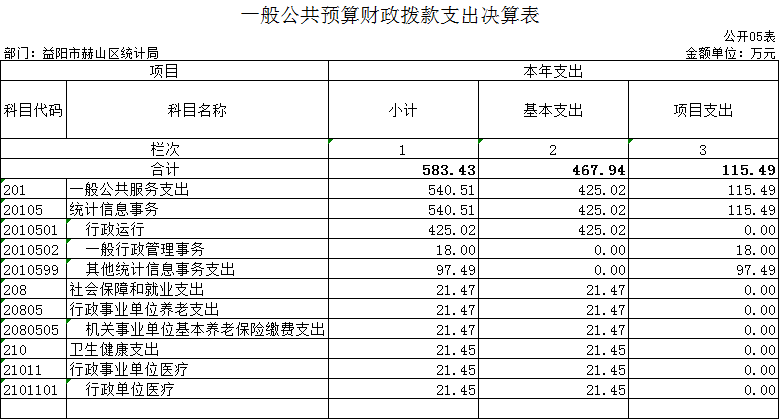 一般公共预算财政拨款支出决算表
公开05表
部门：益阳市赫山区统计局 金额单位：万元
项目 本年支出
科目代码 科目名称 小计 基本支出 项目支出
栏次 1 2 3
合计 583.43 467.94 115.49
201 一般公共服务支出 540.51 425.02 115.49
20105 统计信息事务 540.51 425.02 115.49
2010501 行政运行 425.02 425.02 0.00
2010502 一般行政管理事务 18.00 0.00 18.00
2010599 其他统计信息事务支出 97.49 0.00 97.49
208 社会保障和就业支出 21.47 21.47 0.00
20805 行政事业单位养老支出 21.47 21.47 0.00
2080505 机关事业单位基本养老保险缴费支出 21.47 21.47 0.00
210 卫生健康支出 21.45 21.45 0.00
21011 行政事业单位医疗 21.45 21.45 0.00
2101101 行政单位医疗 21.45 21.45 0.00